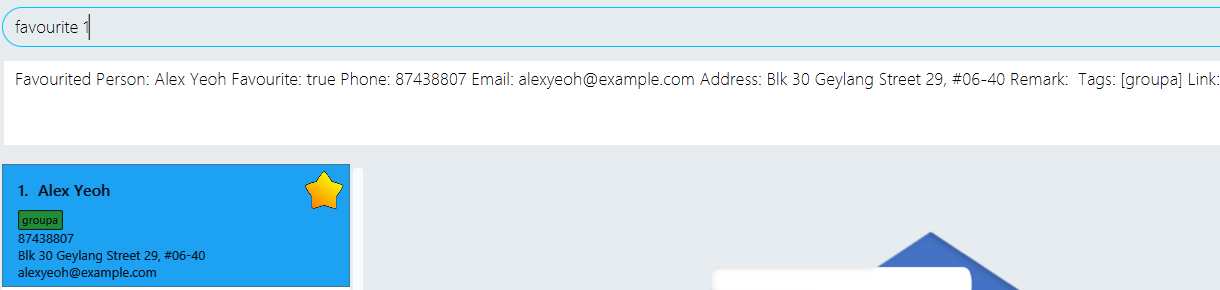 favourite 1
Favourited Person: Alex Yeoh Favourite: true Phone: 87438807 Email: alexyeoh@example.com Address: Blk 30 Geylang Street 29, #06-40 Remark:  Tags: [groupa] Link:
1. Alex Yeoh
groupa
87438807
Blk 30 Geylang Street 29, #06-40
alexyeoh@example.com